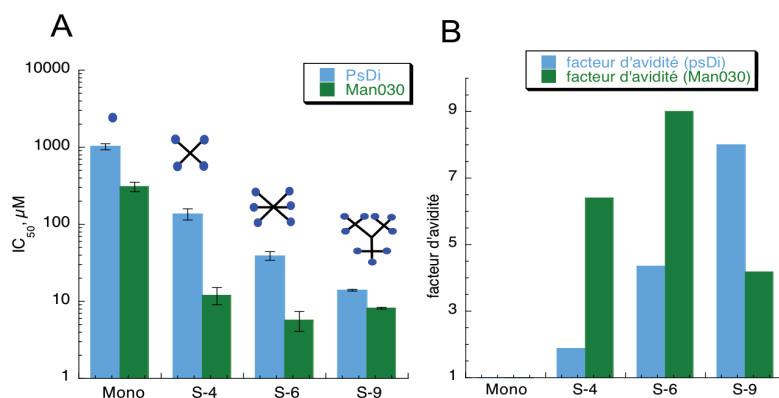 A
PsDi
Man030
10000
1000
100
10
1
IC50, µM
Mono S-4 S-6 S-9
B
facteur d'avidité (psDi)
facteur d'avidité (Man030)
9
7
5
3
1
facteur d'avidité
Mono S-4 S-6 S-9